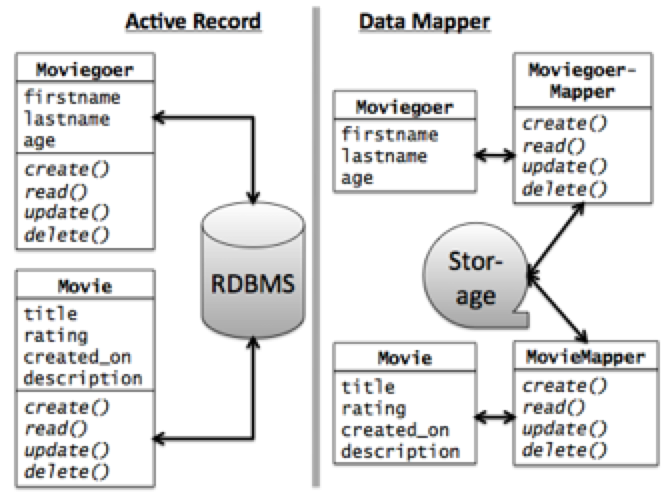 Active Record
Moviegoer
firstname
lastname
age
create()
read()
update()
delete()
Movie
title
rating
created_on
description
create()
read()
update()
delete()
RDBMS
Data Mapper
Moviegoer
firstname
lastname
age
Moviegoer-
Mapper
create()
read()
update()
delete()
Stor-
age
Movie
title
rating
created_on
description
MovieMapper
create()
read()
update()
delete()